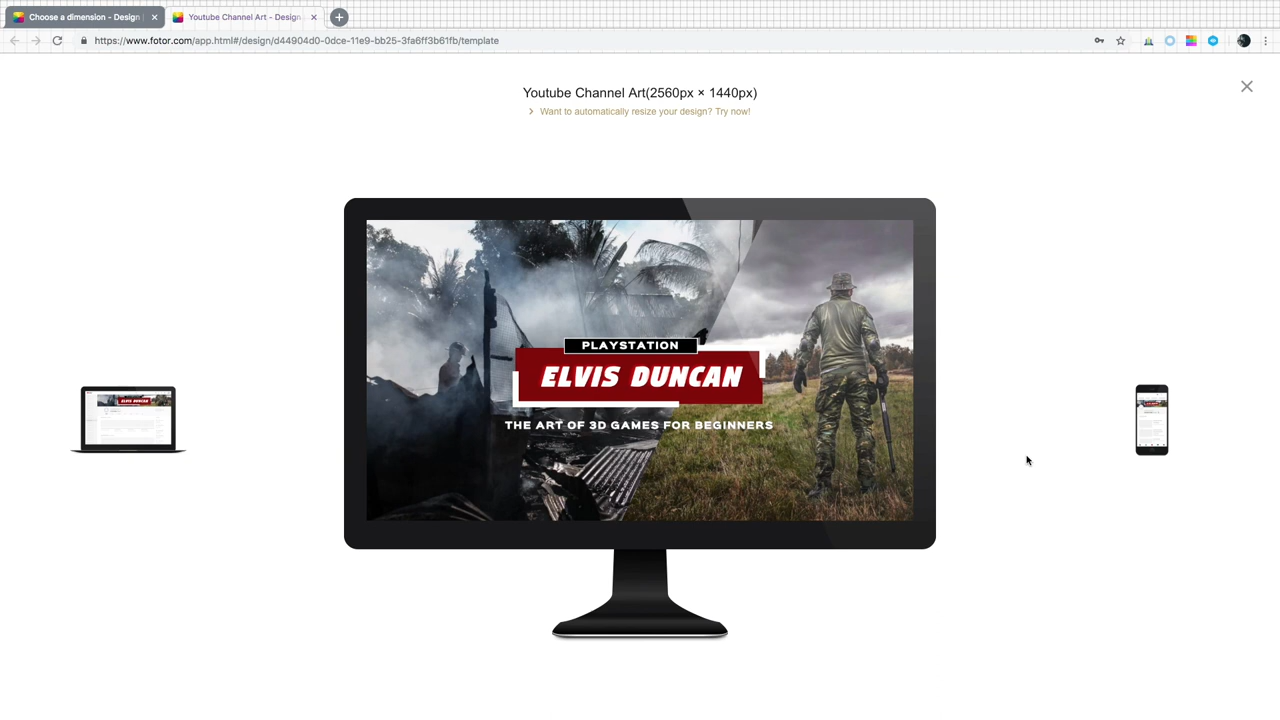 Choose a dimension - Design
Youtube Channel Art - Design
https://www.fotor.com/app.html#/design/d44904d0-0dce-11e9-bb25-3fa6ff3b61fb/template
Youtube Channel Art(2560px × 1440px)
Want to automatically resize your design? Try now!
PLAYSTATION
ELVIS DUNCAN
THE ART OF 3D GAMES FOR BEGINNERS
ELVIS DUNCAN